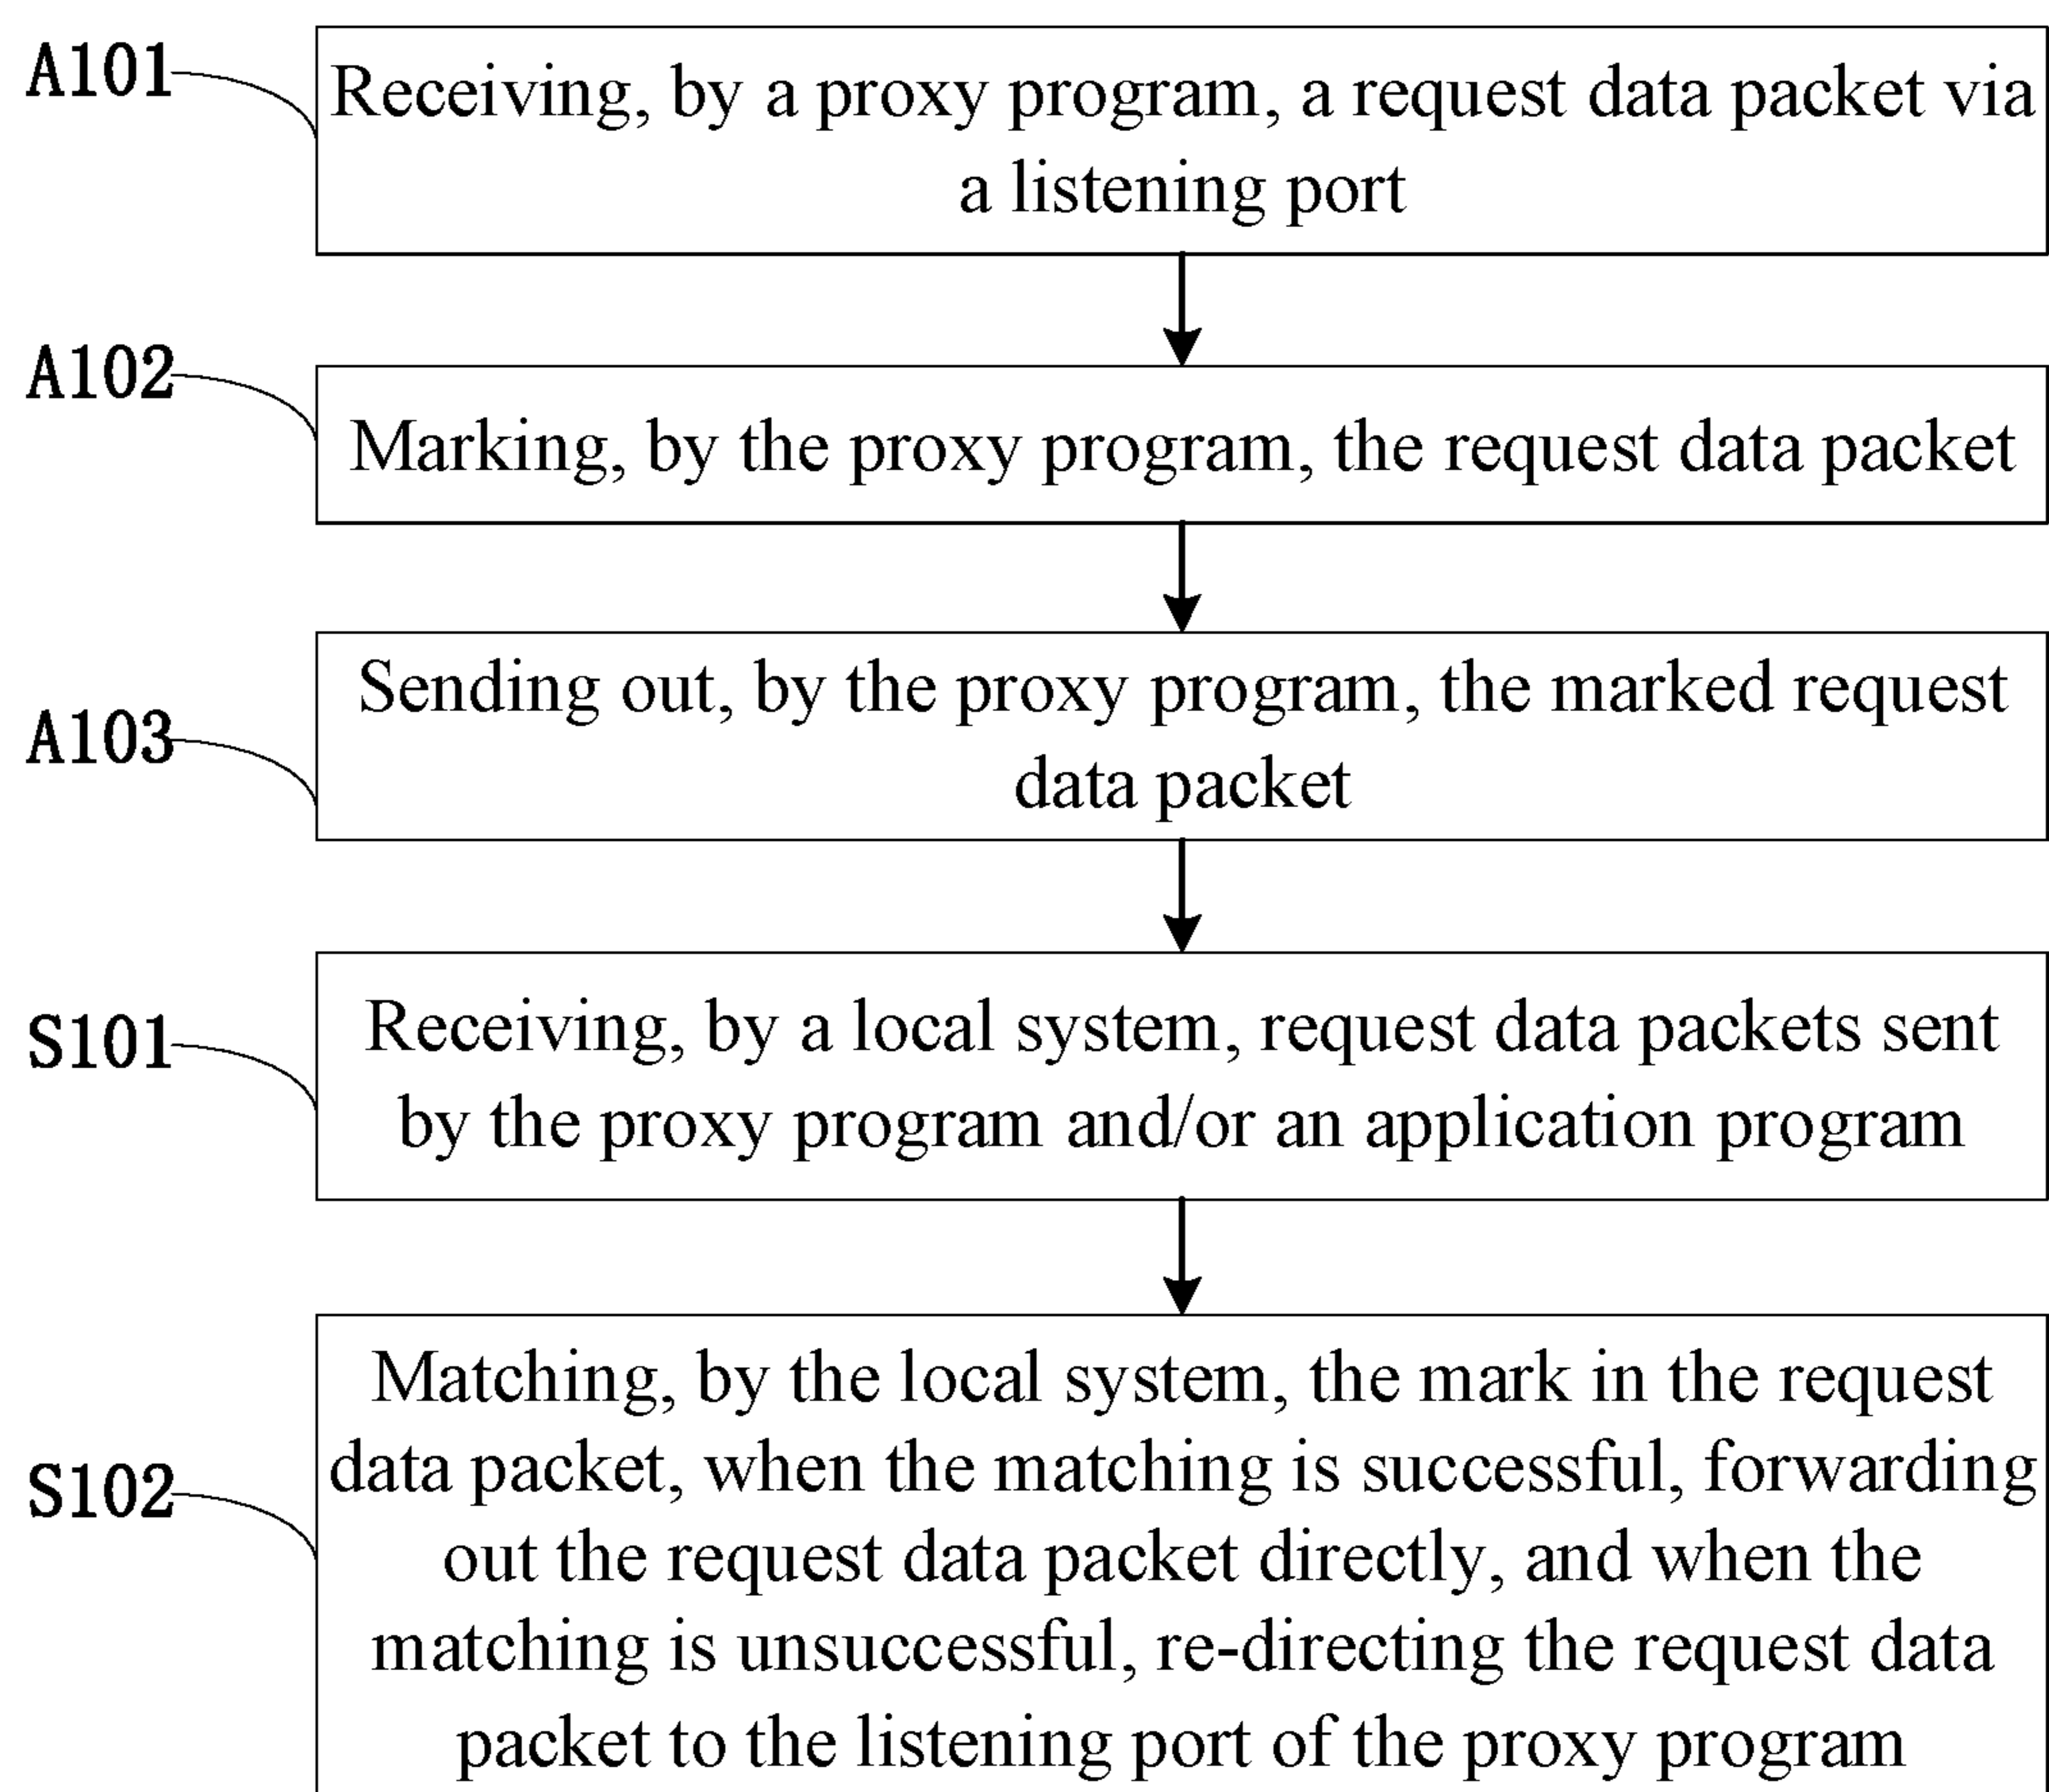 A101
Receiving, by a proxy program, a request data packet via
a listening port
A102
Marking, by the proxy program, the request data packet
A103
Sending out, by the proxy program, the marked request
data packet
S101
Receiving, by a local system, request data packets sent
by the proxy program and/or an application program
S102
Matching, by the local system, the mark in the request
data packet, when the matching is successful, forwarding
out the request data packet directly, and when the
matching is unsuccessful, re-directing the request data
packet to the listening port of the proxy program